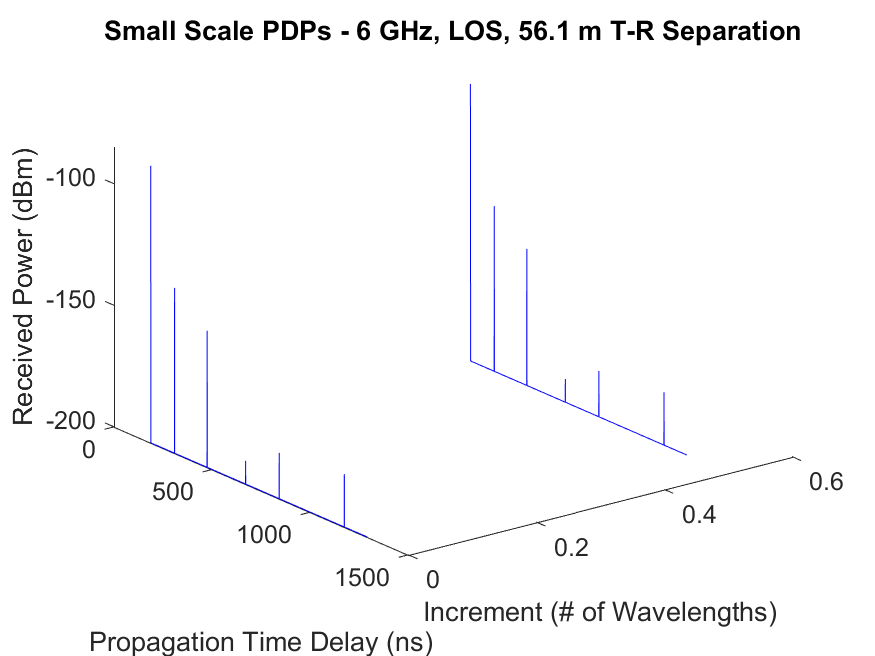 Small Scale PDPs - 6 GHz, LOS, 56.1 m T-R Separation
Received Power (dBm)
-100
-150
-200
0
500
1000
1500
Propagation Time Delay (ns)
0
0.2
0.4
0.6
Increment (# of Wavelengths)